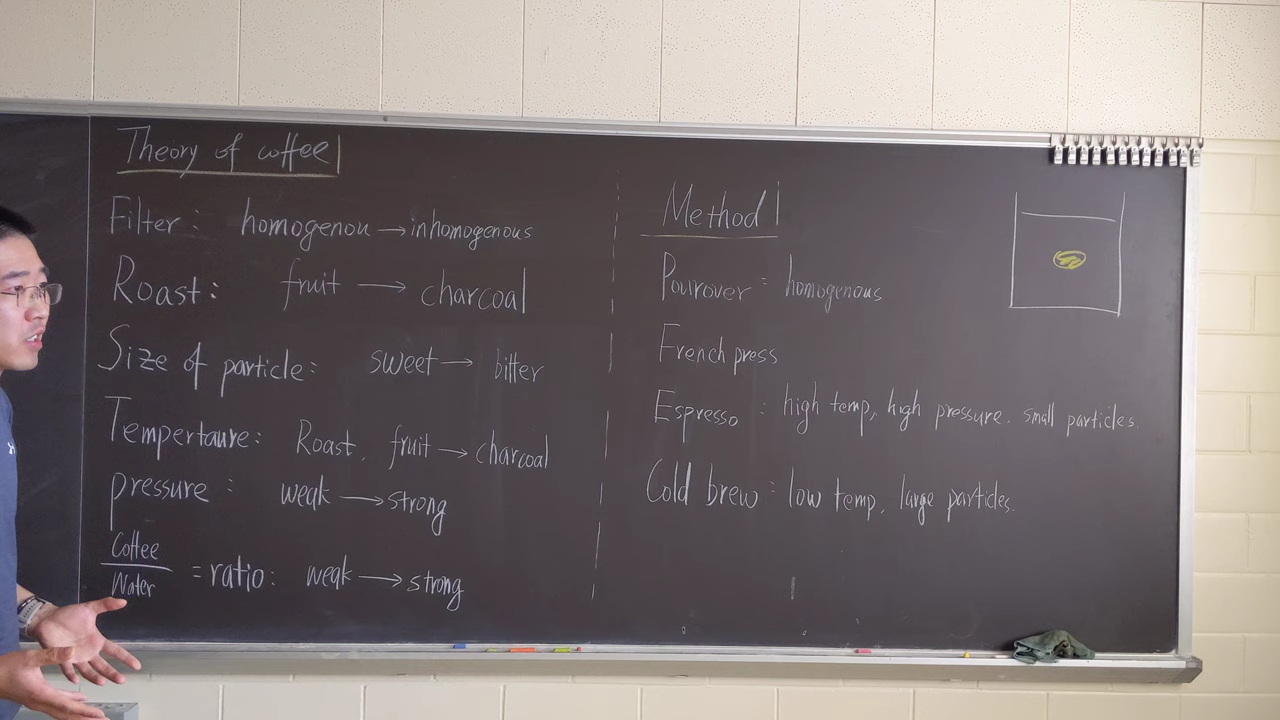 Theory of coffee
Filter: homogenou → inhomogenous
Roast: fruit → charcoal
Size of particle: sweet → bitter
Tempertaure: Roast, fruit → charcoal
pressure: weak → strong
Coffee
Water
= ratio: weak → strong
Method
Pourover: homogenous
French press
Espresso: high temp, high pressure. small particles.
Cold brew: low temp, large particles.